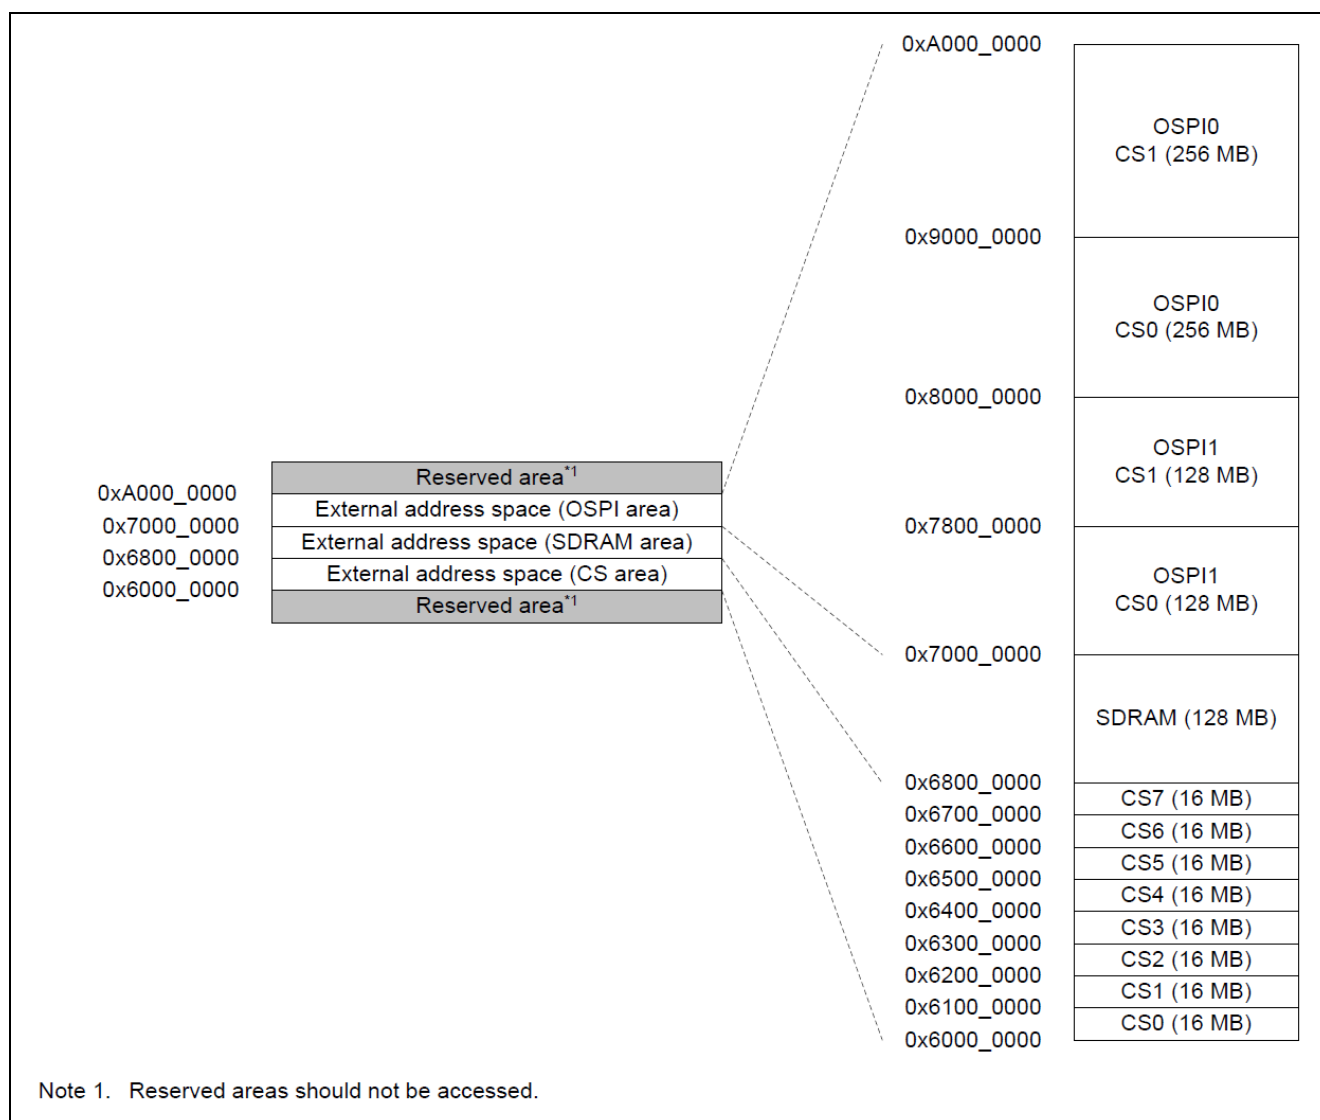 0xA000_0000
OSPI0
CS1 (256 MB)
0x9000_0000
OSPI0
CS0 (256 MB)
0x8000_0000
OSPI1
CS1 (128 MB)
0x7800_0000
OSPI1
CS0 (128 MB)
0x7000_0000
SDRAM (128 MB)
0x6800_0000
CS7 (16 MB)
0x6700_0000
CS6 (16 MB)
0x6600_0000
CS5 (16 MB)
0x6500_0000
CS4 (16 MB)
0x6400_0000
CS3 (16 MB)
0x6300_0000
CS2 (16 MB)
0x6200_0000
CS1 (16 MB)
0x6100_0000
CS0 (16 MB)
0x6000_0000
Reserved area*1
0xA000_0000
External address space (OSPI area)
0x7000_0000
External address space (SDRAM area)
0x6800_0000
External address space (CS area)
0x6000_0000
Reserved area*1
Note 1. Reserved areas should not be accessed.